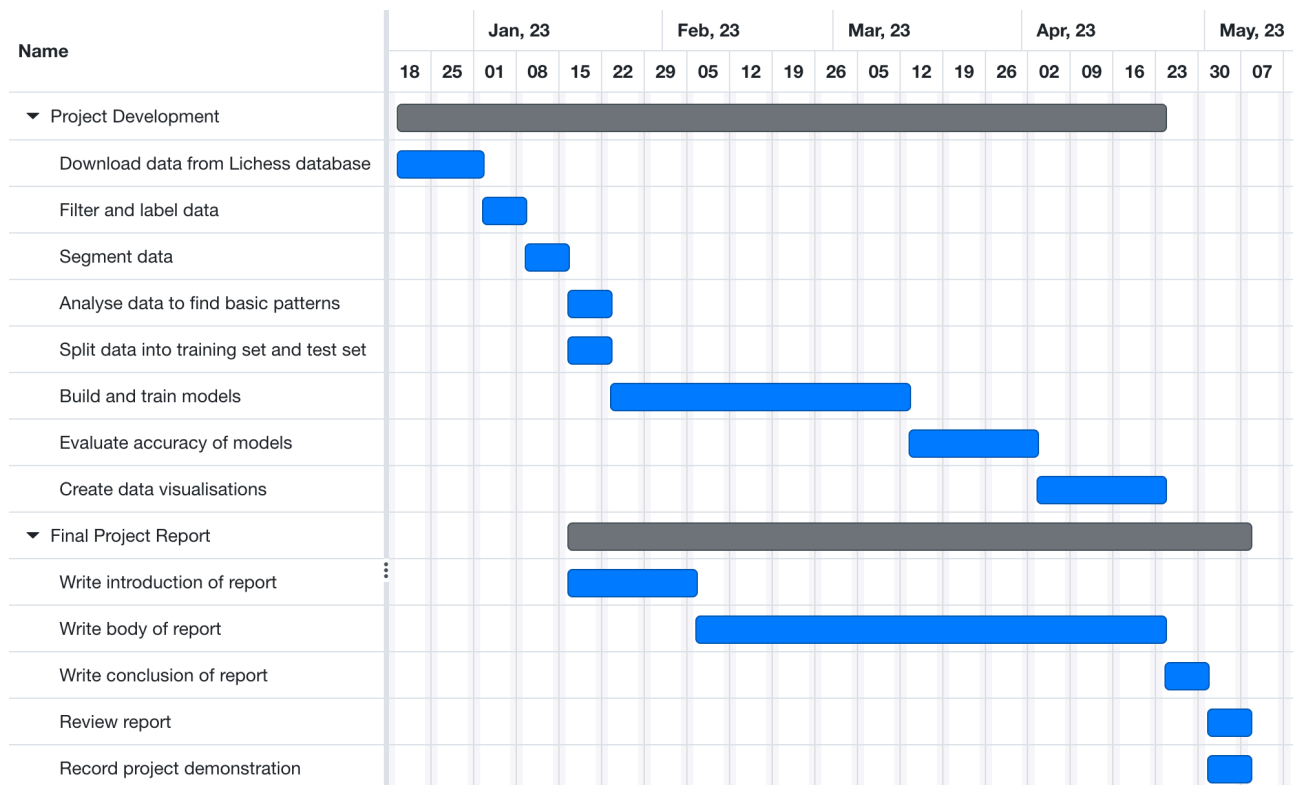 Name
Jan, 23 Feb, 23 Mar, 23 Apr, 23 May, 23
18 25 01 08 15 22 29 05 12 19 26 05 12 19 26 02 09 16 23 30 07
Project Development
Download data from Lichess database
Filter and label data
Segment data
Analyse data to find basic patterns
Split data into training set and test set
Build and train models
Evaluate accuracy of models
Create data visualisations
Final Project Report
Write introduction of report
Write body of report
Write conclusion of report
Review report
Record project demonstration